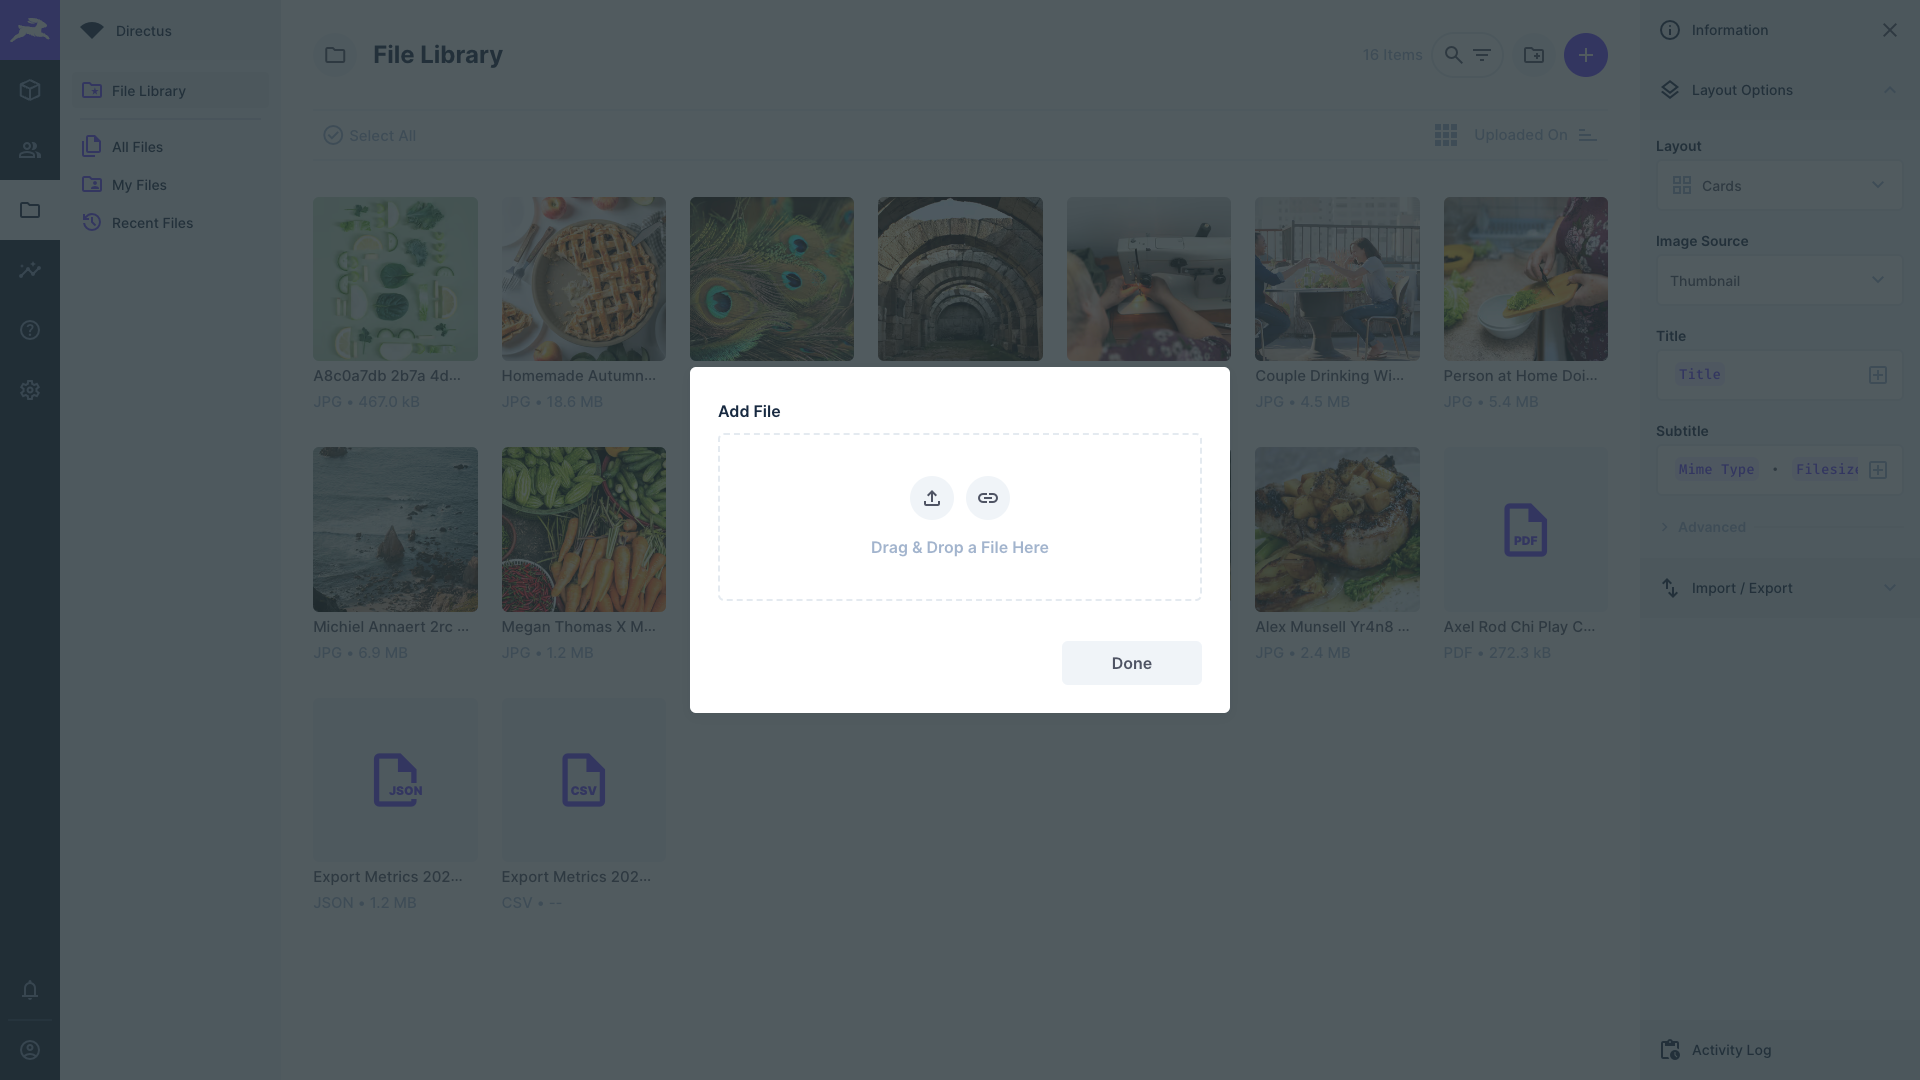 Directus
File Library
All Files
My Files
Recent Files
File Library
16 Items
Select All
Uploaded On
A8c0a7db 2b7a 4d...
JPG • 467.0 kB
Homemade Autumn...
JPG • 18.6 MB
Couple Drinking Wi...
JPG • 4.5 MB
Person at Home Doi...
JPG • 5.4 MB
Add File
Drag & Drop a File Here
Done
Michiel Annaert 2rc ...
JPG • 6.9 MB
Megan Thomas X M...
JPG • 1.2 MB
Alex Munsell Yr4n8 ...
JPG • 2.4 MB
PDF
Axel Rod Chi Play C...
PDF • 272.3 kB
JSON
Export Metrics 202...
JSON • 1.2 MB
CSV
Export Metrics 202...
CSV • --
Information
Layout Options
Layout
Cards
Image Source
Thumbnail
Title
Title
Subtitle
Mime Type • Filesize
Advanced
Import / Export
Activity Log